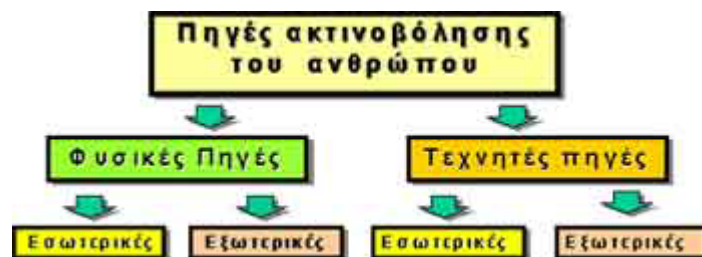 Πηγές ακτινοβόλησης
του ανθρώπου
Φυσικές Πηγές
Τεχνητές πηγές
Εσωτερικές
Εξωτερικές
Εσωτερικές
Εξωτερικές